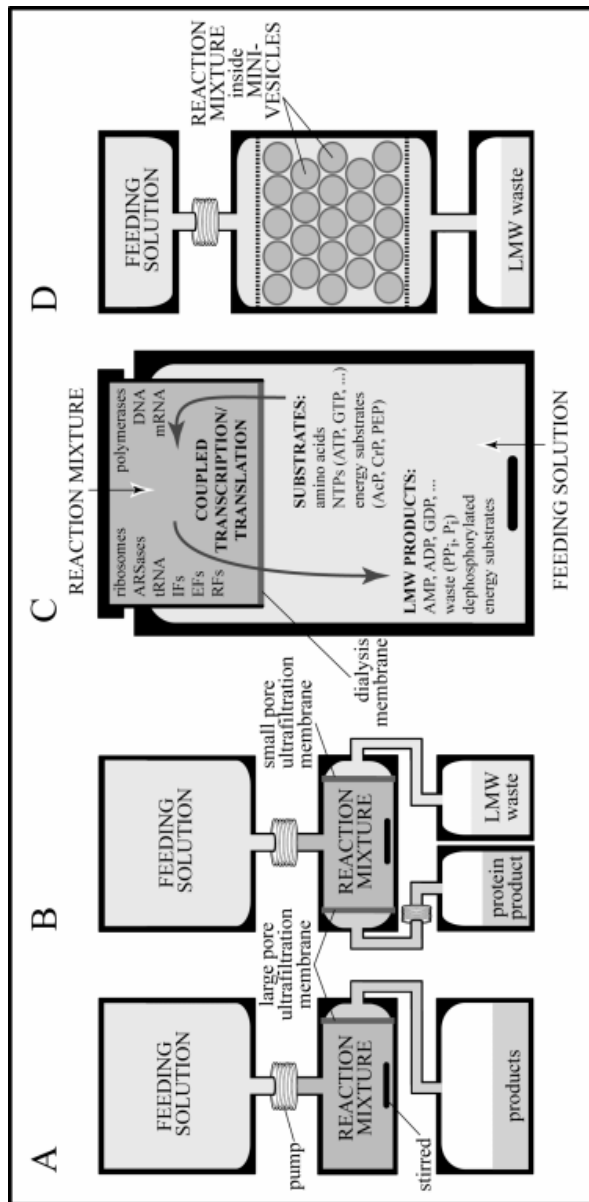 A
FEEDING
SOLUTION
pump
REACTION
MIXTURE
stirred
products
large pore
ultrafiltration
membrane
B
FEEDING
SOLUTION
small pore
ultrafiltration
membrane
REACTION
MIXTURE
protein
product
LMW
waste
C
REACTION MIXTURE
ribosomes
ARSases
tRNA
IFs
EFs
RFs
polymerases
DNA
mRNA
COUPLED
TRANSCRIPTION/
TRANSLATION
dialysis
membrane
SUBSTRATES:
amino acids
NTPs (ATP, GTP, ...)
energy substrates
(AcP, CrP, PEP)
LMW PRODUCTS:
AMP, ADP, GDP, ...
waste (PPi, Pi)
dephosphorylated
energy substrates
FEEDING SOLUTION
D
FEEDING
SOLUTION
REACTION
MIXTURE
inside
MINI-
VESICLES
LMW waste